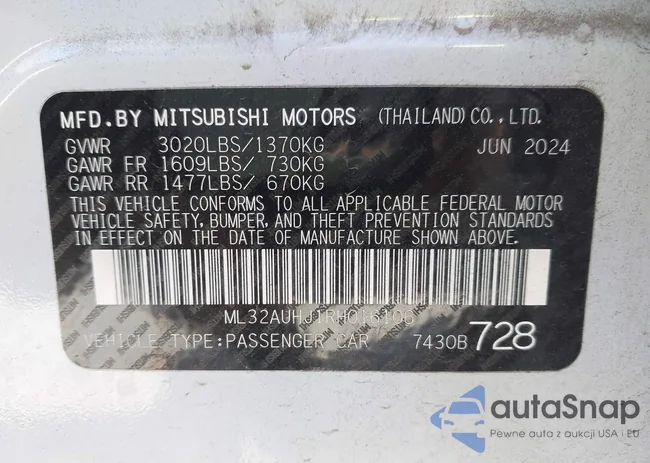 MFD.BY MITSUBISHI MOTORS (THAILAND) CO., LTD.
GVWR 3020LBS/1370KG JUN 2024
GAWR FR 1609LBS/ 730KG
GAWR RR 1477LBS/ 670KG
THIS VEHICLE CONFORMS TO ALL APPLICABLE FEDERAL MOTOR
VEHICLE SAFETY, BUMPER, AND THEFT PREVENTION STANDARDS
IN EFFECT ON THE DATE OF MANUFACTURE SHOWN ABOVE.
ML32AUHJ1RH016106
VEHICLE TYPE:PASSENGER CAR 7430B 728
autaSnap
Pewne auta z aukcji USA i EU